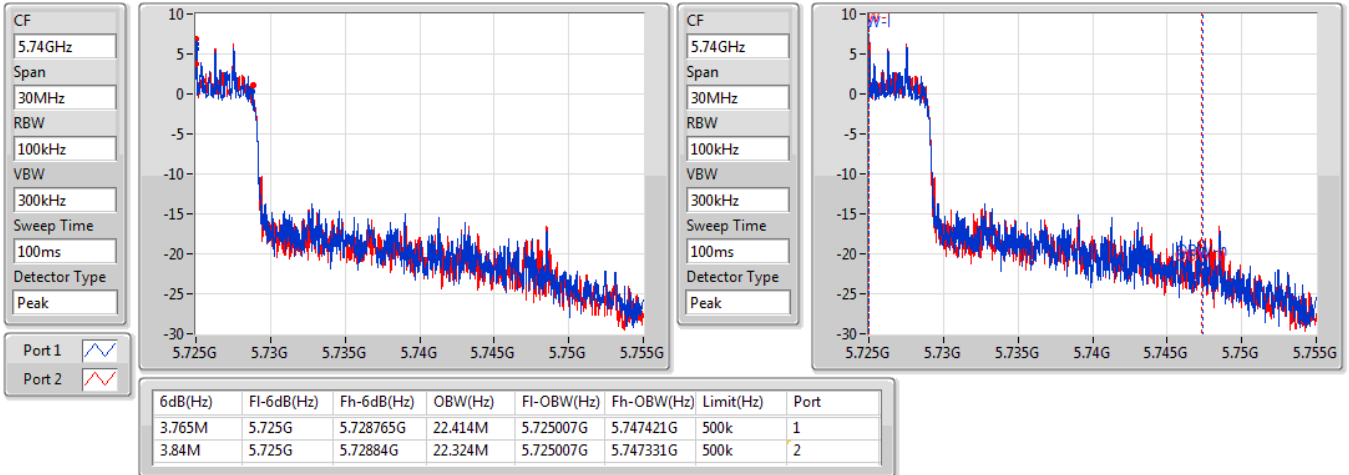 CF
5.74GHz
Span
30MHz
RBW
100kHz
VBW
300kHz
Sweep Time
100ms
Detector Type
Peak
10
5
0
-5
-10
-15
-20
-25
-30
5.725G 5.73G 5.735G 5.74G 5.745G 5.75G 5.755G
CF
5.74GHz
Span
30MHz
RBW
100kHz
VBW
300kHz
Sweep Time
100ms
Detector Type
Peak
10
5
0
-5
-10
-15
-20
-25
-30
5.725G 5.73G 5.735G 5.74G 5.745G 5.75G 5.755G
Port 1
Port 2
6dB(Hz) Fl-6dB(Hz) Fh-6dB(Hz) OBW(Hz) Fl-OBW(Hz) Fh-OBW(Hz) Limit(Hz) Port
3.765M 5.725G 5.728765G 22.414M 5.725007G 5.747421G 500k 1
3.84M 5.725G 5.72884G 22.324M 5.725007G 5.747331G 500k 2